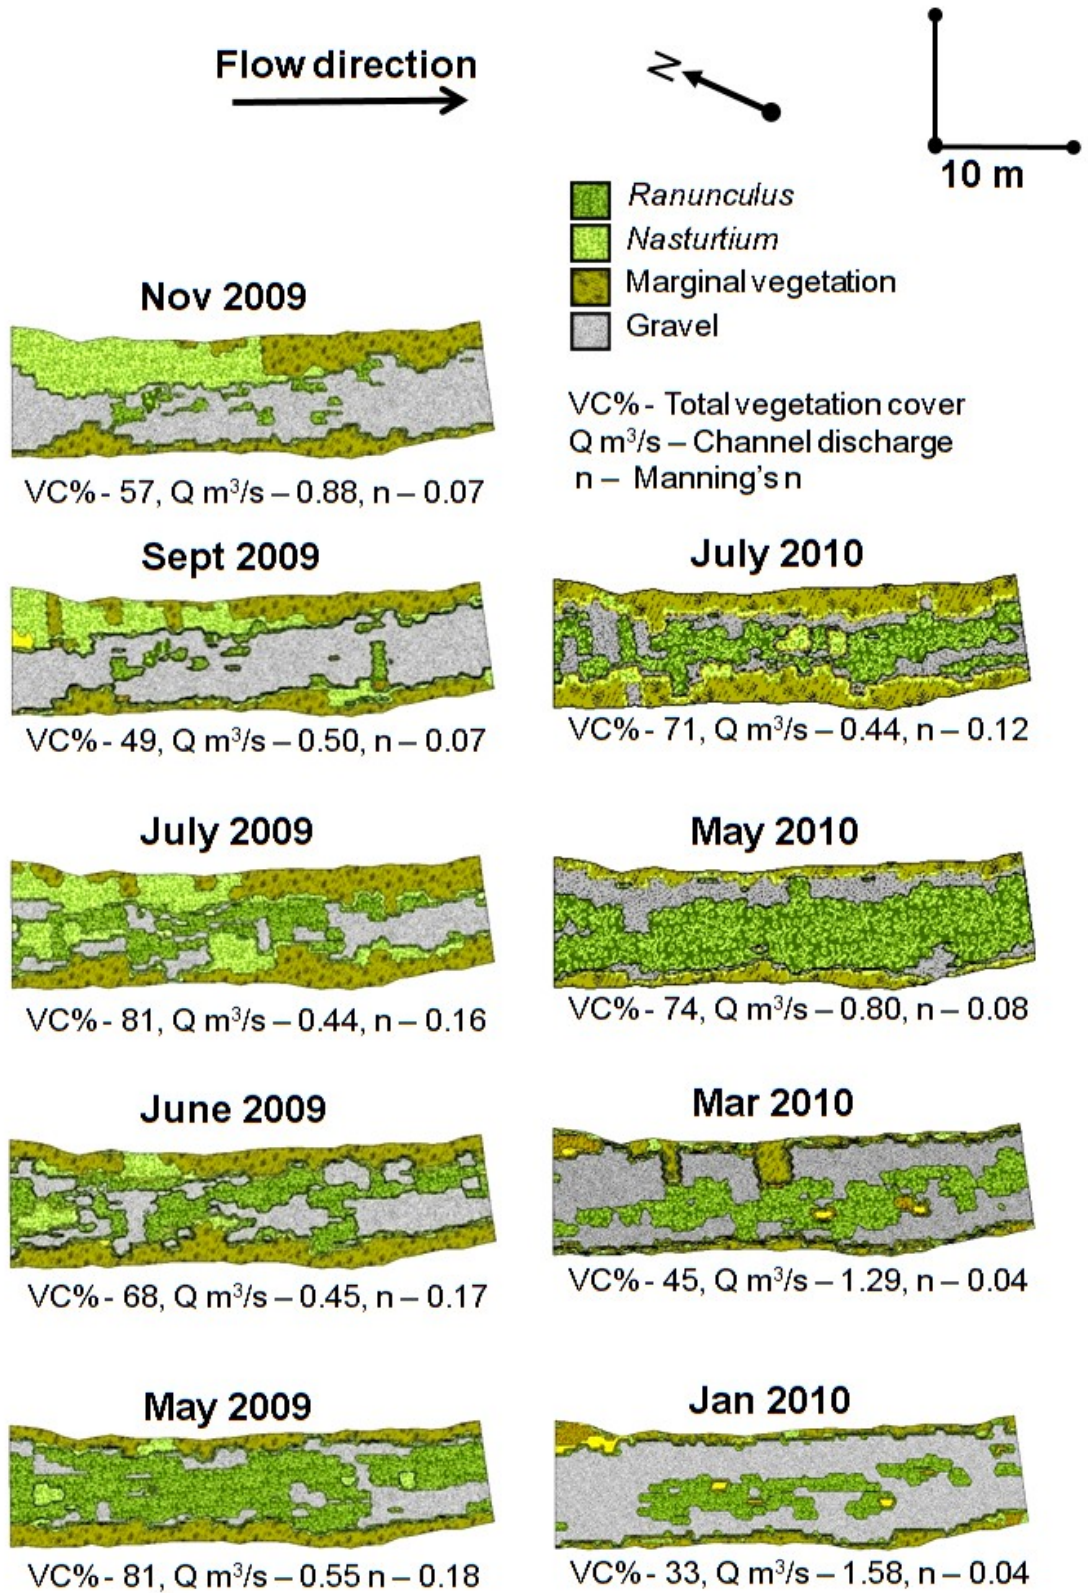 Flow direction
N
10 m
Ranunculus
Nasturtium
Marginal vegetation
Gravel
VC% - Total vegetation cover
Q m³/s – Channel discharge
n – Manning's n
Nov 2009
VC% - 57, Q m³/s – 0.88, n – 0.07
Sept 2009
VC% - 49, Q m³/s – 0.50, n – 0.07
July 2009
VC% - 81, Q m³/s – 0.44, n – 0.16
June 2009
VC% - 68, Q m³/s – 0.45, n – 0.17
May 2009
VC% - 81, Q m³/s – 0.55 n – 0.18
July 2010
VC% - 71, Q m³/s – 0.44, n – 0.12
May 2010
VC% - 74, Q m³/s – 0.80, n – 0.08
Mar 2010
VC% - 45, Q m³/s – 1.29, n – 0.04
Jan 2010
VC% - 33, Q m³/s – 1.58, n – 0.04